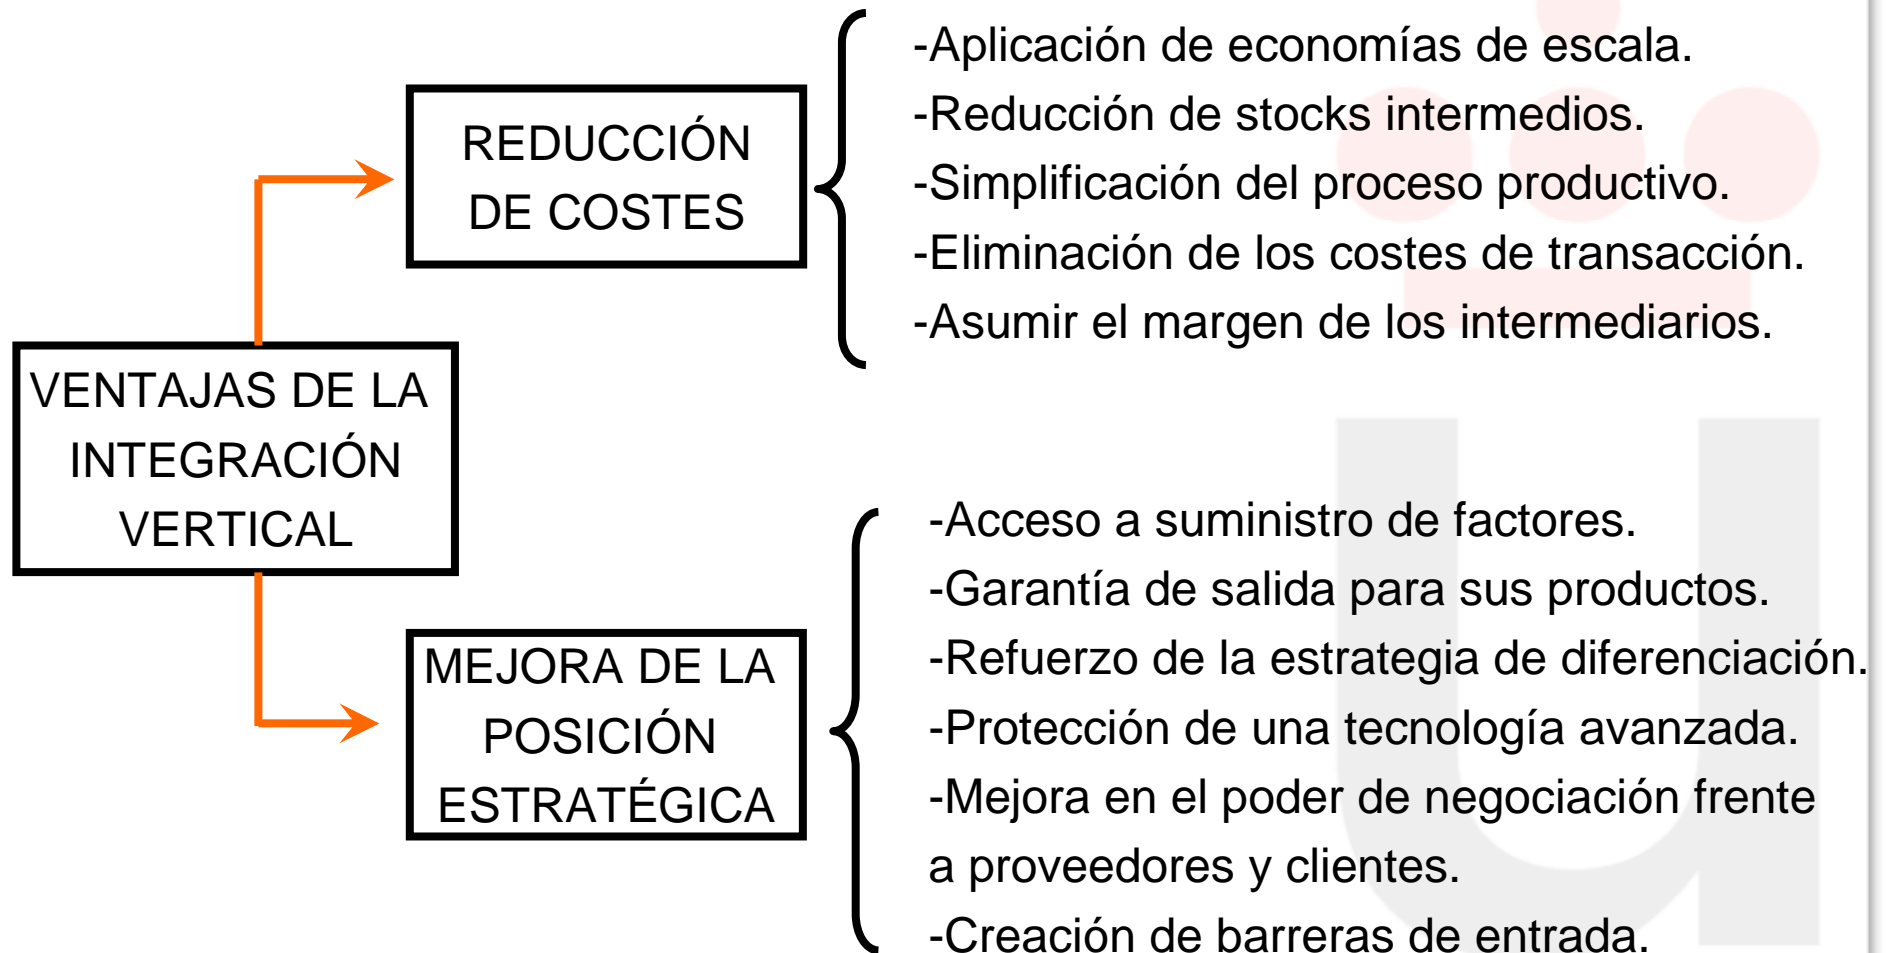 -Aplicación de economías de escala.
-Reducción de stocks intermedios.
REDUCCIÓN
DE COSTES
-Simplificación del proceso productivo.
-Eliminación de los costes de transacción.
-Asumir el margen de los intermediarios.
VENTAJAS DE LA
INTEGRACIÓN
VERTICAL
-Acceso a suministro de factores.
-Garantía de salida para sus productos.
-Refuerzo de la estrategia de diferenciación.
MEJORA DE LA
POSICIÓN
ESTRATÉGICA
-Protección de una tecnología avanzada.
-Mejora en el poder de negociación frente
a proveedores y clientes.
-Creación de barreras de entrada.
u